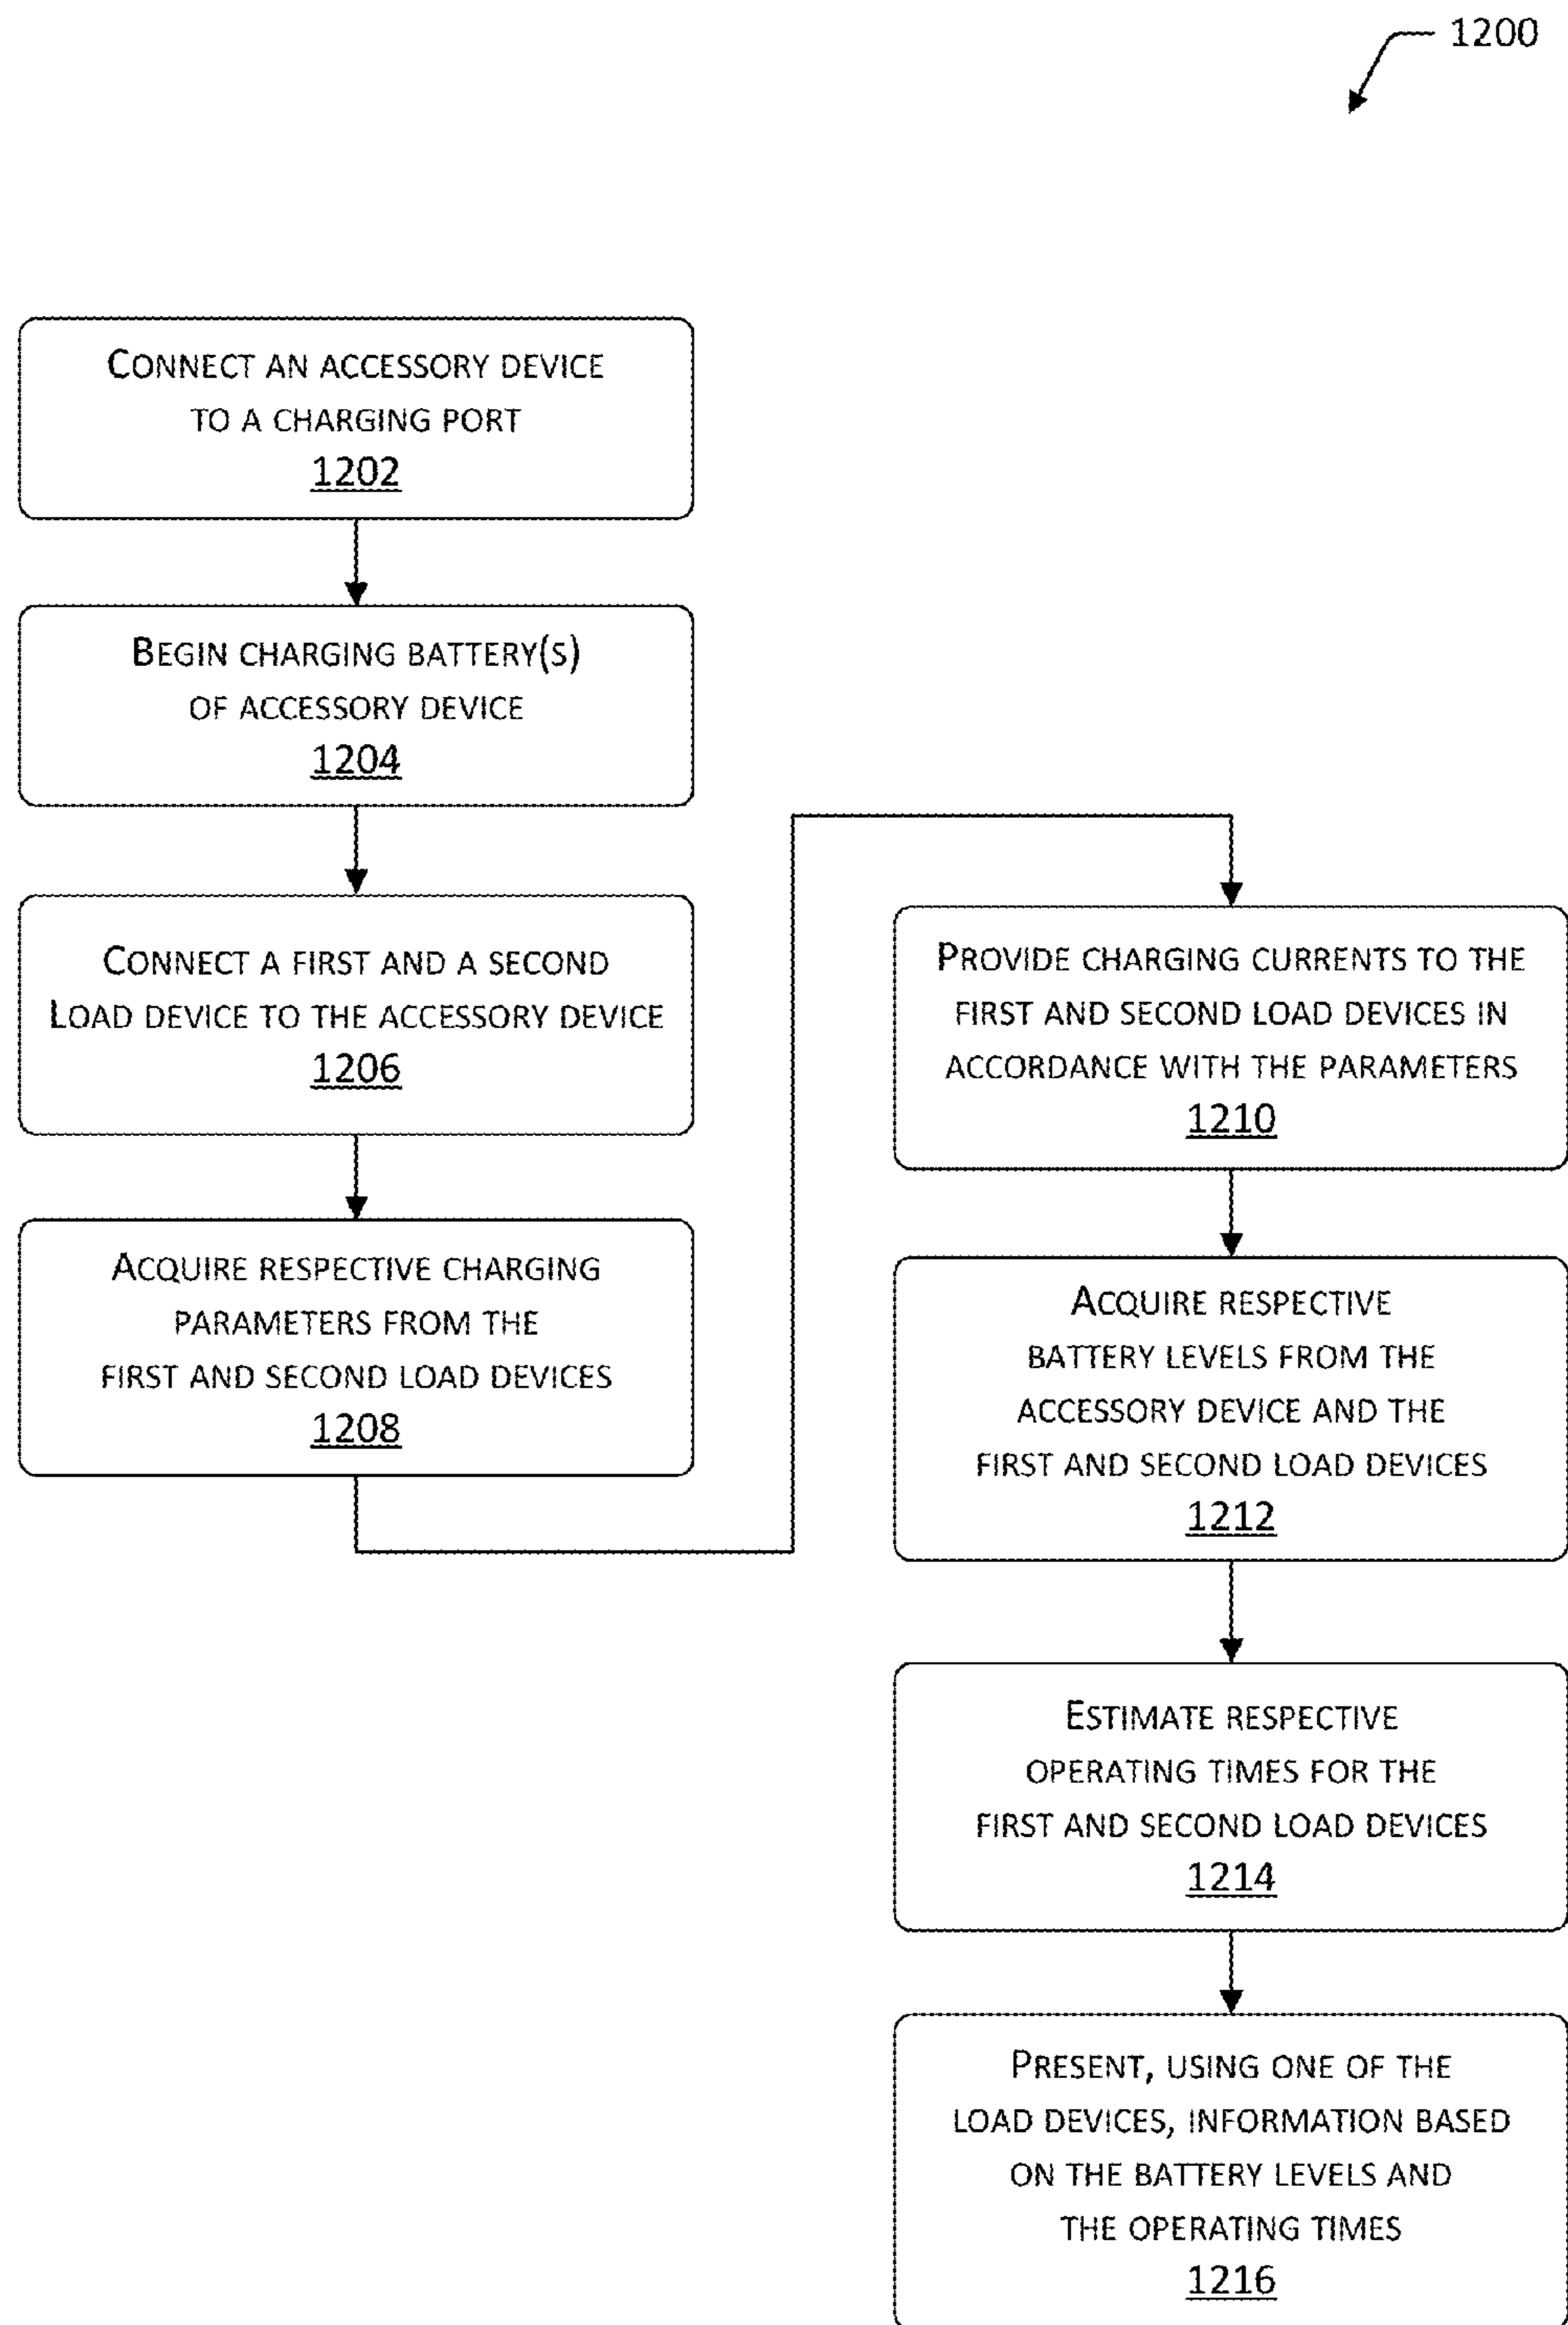 1200
CONNECT AN ACCESSORY DEVICE
TO A CHARGING PORT
1202
BEGIN CHARGING BATTERY(S)
OF ACCESSORY DEVICE
1204
CONNECT A FIRST AND A SECOND
LOAD DEVICE TO THE ACCESSORY DEVICE
1206
ACQUIRE RESPECTIVE CHARGING
PARAMETERS FROM THE
FIRST AND SECOND LOAD DEVICES
1208
PROVIDE CHARGING CURRENTS TO THE
FIRST AND SECOND LOAD DEVICES IN
ACCORDANCE WITH THE PARAMETERS
1210
ACQUIRE RESPECTIVE
BATTERY LEVELS FROM THE
ACCESSORY DEVICE AND THE
FIRST AND SECOND LOAD DEVICES
1212
ESTIMATE RESPECTIVE
OPERATING TIMES FOR THE
FIRST AND SECOND LOAD DEVICES
1214
PRESENT, USING ONE OF THE
LOAD DEVICES, INFORMATION BASED
ON THE BATTERY LEVELS AND
THE OPERATING TIMES
1216